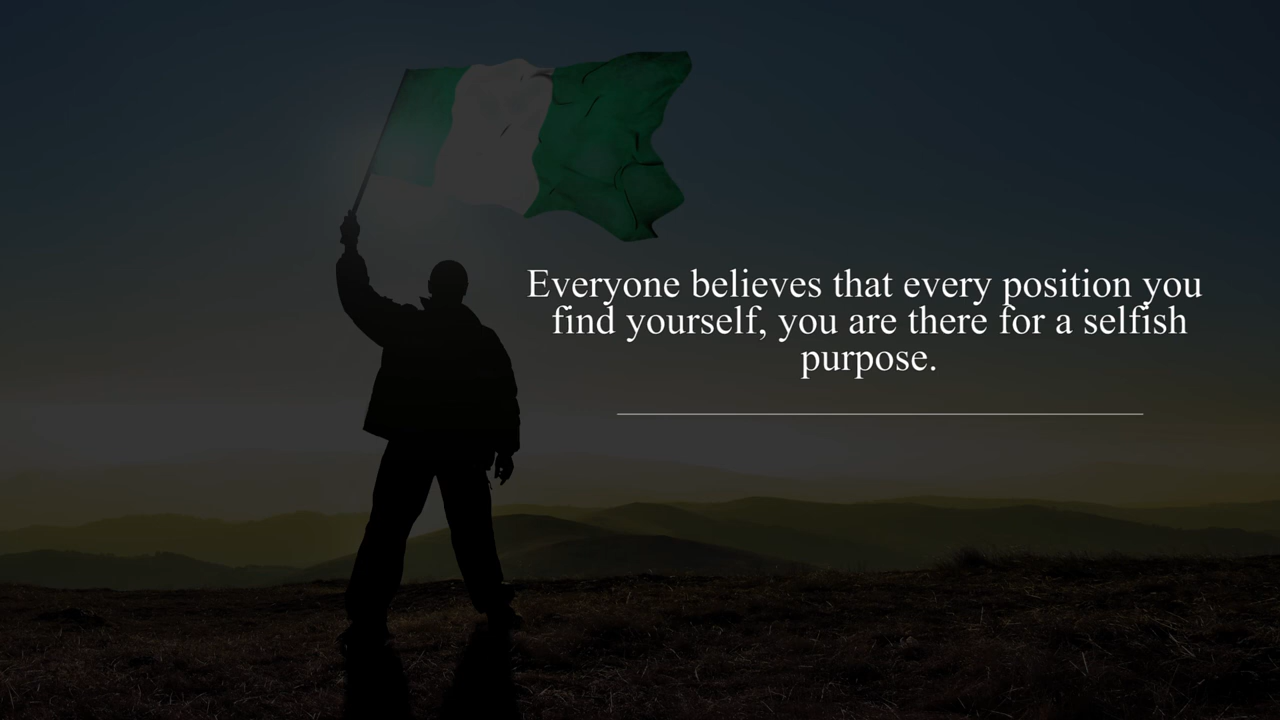 Everyone believes that every position you
find yourself, you are there for a selfish
purpose.